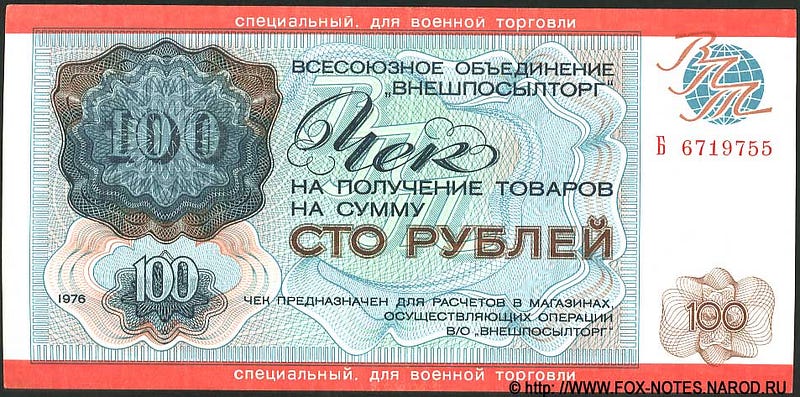 специальный. для военной торговли
ВСЕСОЮЗНОЕ ОБЪЕДИНЕНИЕ
„ВНЕШПОСЫЛТОРГ"
Чек
НА ПОЛУЧЕНИЕ ТОВАРОВ
НА СУММУ
СТО РУБЛЕЙ
100
100
1976
ЧЕК ПРЕДНАЗНАЧЕН ДЛЯ РАСЧЕТОВ В МАГАЗИНАХ,
ОСУЩЕСТВЛЯЮЩИХ ОПЕРАЦИИ
В/О „ВНЕШПОСЫЛТОРГ"
ВПТ
Б 6719755
100
специальный. для военной торговли
© http://www.FOX-NOTES.NAROD.RU